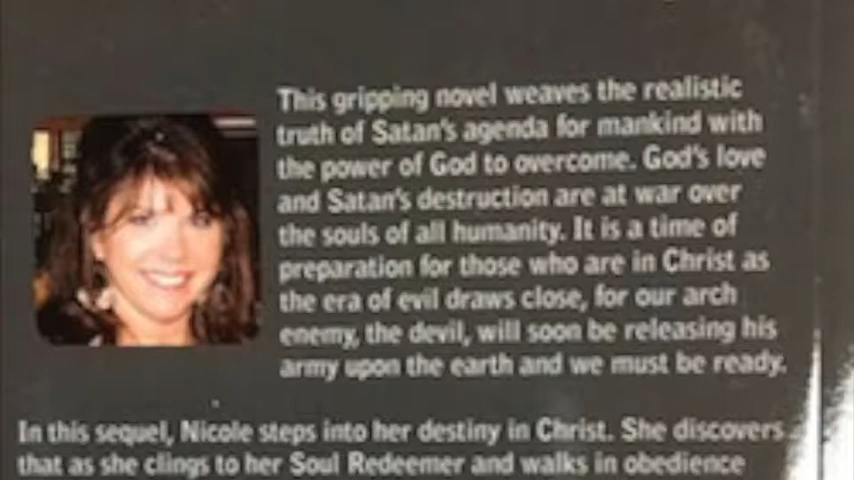 This gripping novel weaves the realistic
truth of Satan's agenda for mankind with
the power of God to overcome. God's love
and Satan's destruction are at war over
the souls of all humanity. It is a time of
preparation for those who are in Christ as
the era of evil draws close, for our arch
enemy, the devil, will soon be releasing his
army upon the earth and we must be ready.
In this sequel, Nicole steps into her destiny in Christ. She discovers
that as she clings to her Soul Redeemer and walks in obedience